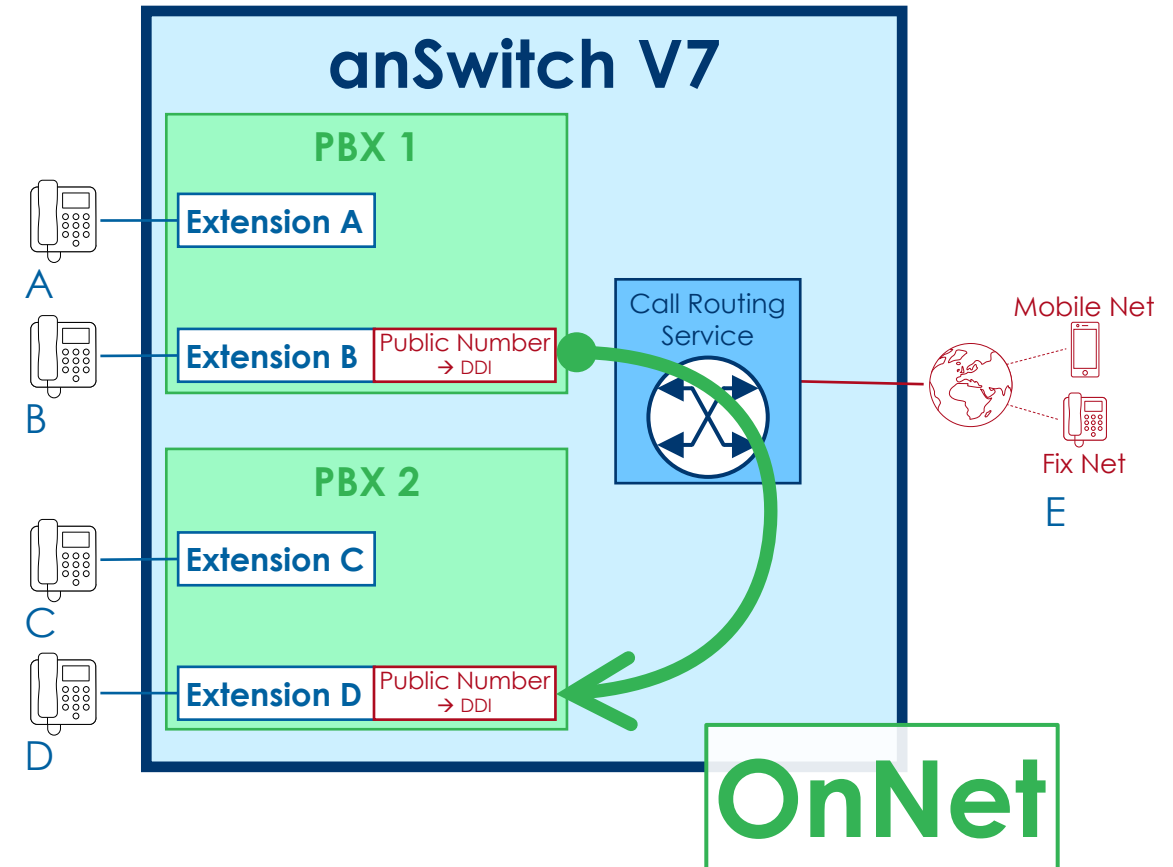 anSwitch V7
PBX 1
Extension A
A
Call Routing
Service
Mobile Net
Extension B
Public Number
→ DDI
B
Fix Net
E
PBX 2
Extension C
C
Extension D
Public Number
→ DDI
D
OnNet